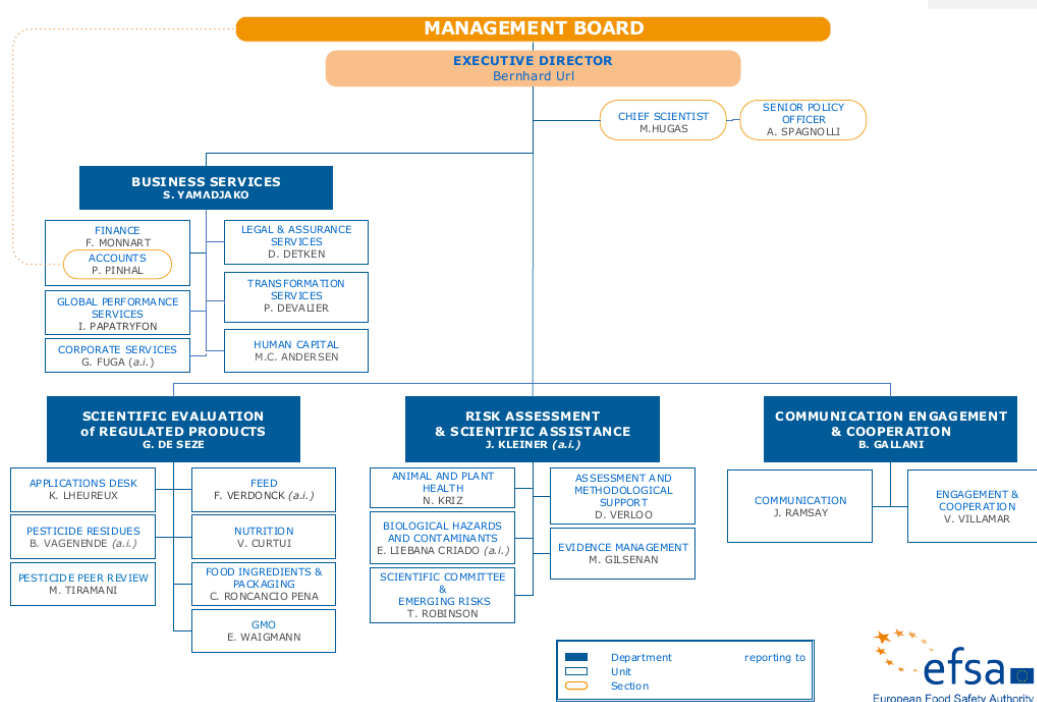 MANAGEMENT BOARD
EXECUTIVE DIRECTOR
Bernhard Url
CHIEF SCIENTIST
M.HUGAS
SENIOR POLICY
OFFICER
A. SPAGNOLLI
BUSINESS SERVICES
S. YAMADJAKO
FINANCE
F. MONNART
ACCOUNTS
P. PINHAL
LEGAL & ASSURANCE
SERVICES
D. DETKEN
GLOBAL PERFORMANCE
SERVICES
I. PAPATRYFON
TRANSFORMATION
SERVICES
P. DEVALIER
CORPORATE SERVICES
G. FUGA (a.i.)
HUMAN CAPITAL
M.C. ANDERSEN
SCIENTIFIC EVALUATION
of REGULATED PRODUCTS
G. DE SEZE
APPLICATIONS DESK
K. LHEUREUX
FEED
F. VERDONCK (a.i.)
PESTICIDE RESIDUES
B. VAGENENDE (a.i.)
NUTRITION
V. CURTUI
PESTICIDE PEER REVIEW
M. TIRAMANI
FOOD INGREDIENTS &
PACKAGING
C. RONCANCIO PENA
GMO
E. WAIGMANN
RISK ASSESSMENT
& SCIENTIFIC ASSISTANCE
J. KLEINER (a.i.)
ANIMAL AND PLANT
HEALTH
N. KRIZ
ASSESSMENT AND
METHODOLOGICAL
SUPPORT
D. VERLOO
BIOLOGICAL HAZARDS
AND CONTAMINANTS
E. LIEBANA CRIADO (a.i.)
EVIDENCE MANAGEMENT
M. GILSENAN
SCIENTIFIC COMMITTEE
&
EMERGING RISKS
T. ROBINSON
COMMUNICATION ENGAGEMENT
& COOPERATION
B. GALLANI
COMMUNICATION
J. RAMSAY
ENGAGEMENT &
COOPERATION
V. VILLAMAR
Department reporting to
Unit
Section
efsa
European Food Safety Authority